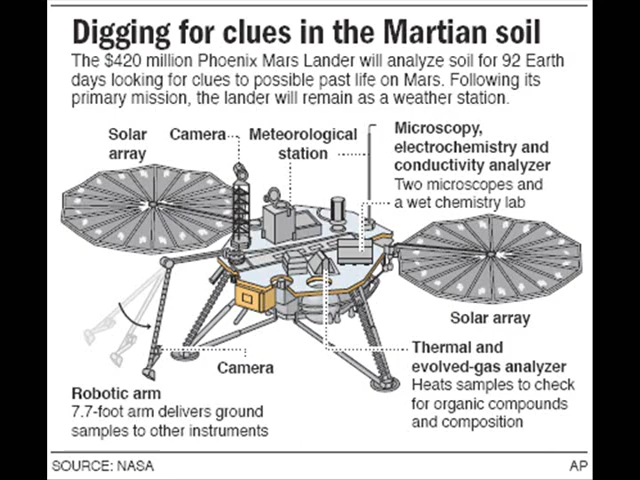 Digging for clues in the Martian soil
The $420 million Phoenix Mars Lander will analyze soil for 92 Earth
days looking for clues to possible past life on Mars. Following its
primary mission, the lander will remain as a weather station.
Solar
array
Camera
Meteorological
station
Microscopy,
electrochemistry and
conductivity analyzer
Two microscopes and
a wet chemistry lab
Solar array
Camera
Robotic arm
7.7-foot arm delivers ground
samples to other instruments
Thermal and
evolved-gas analyzer
Heats samples to check
for organic compounds
and composition
SOURCE: NASA
AP